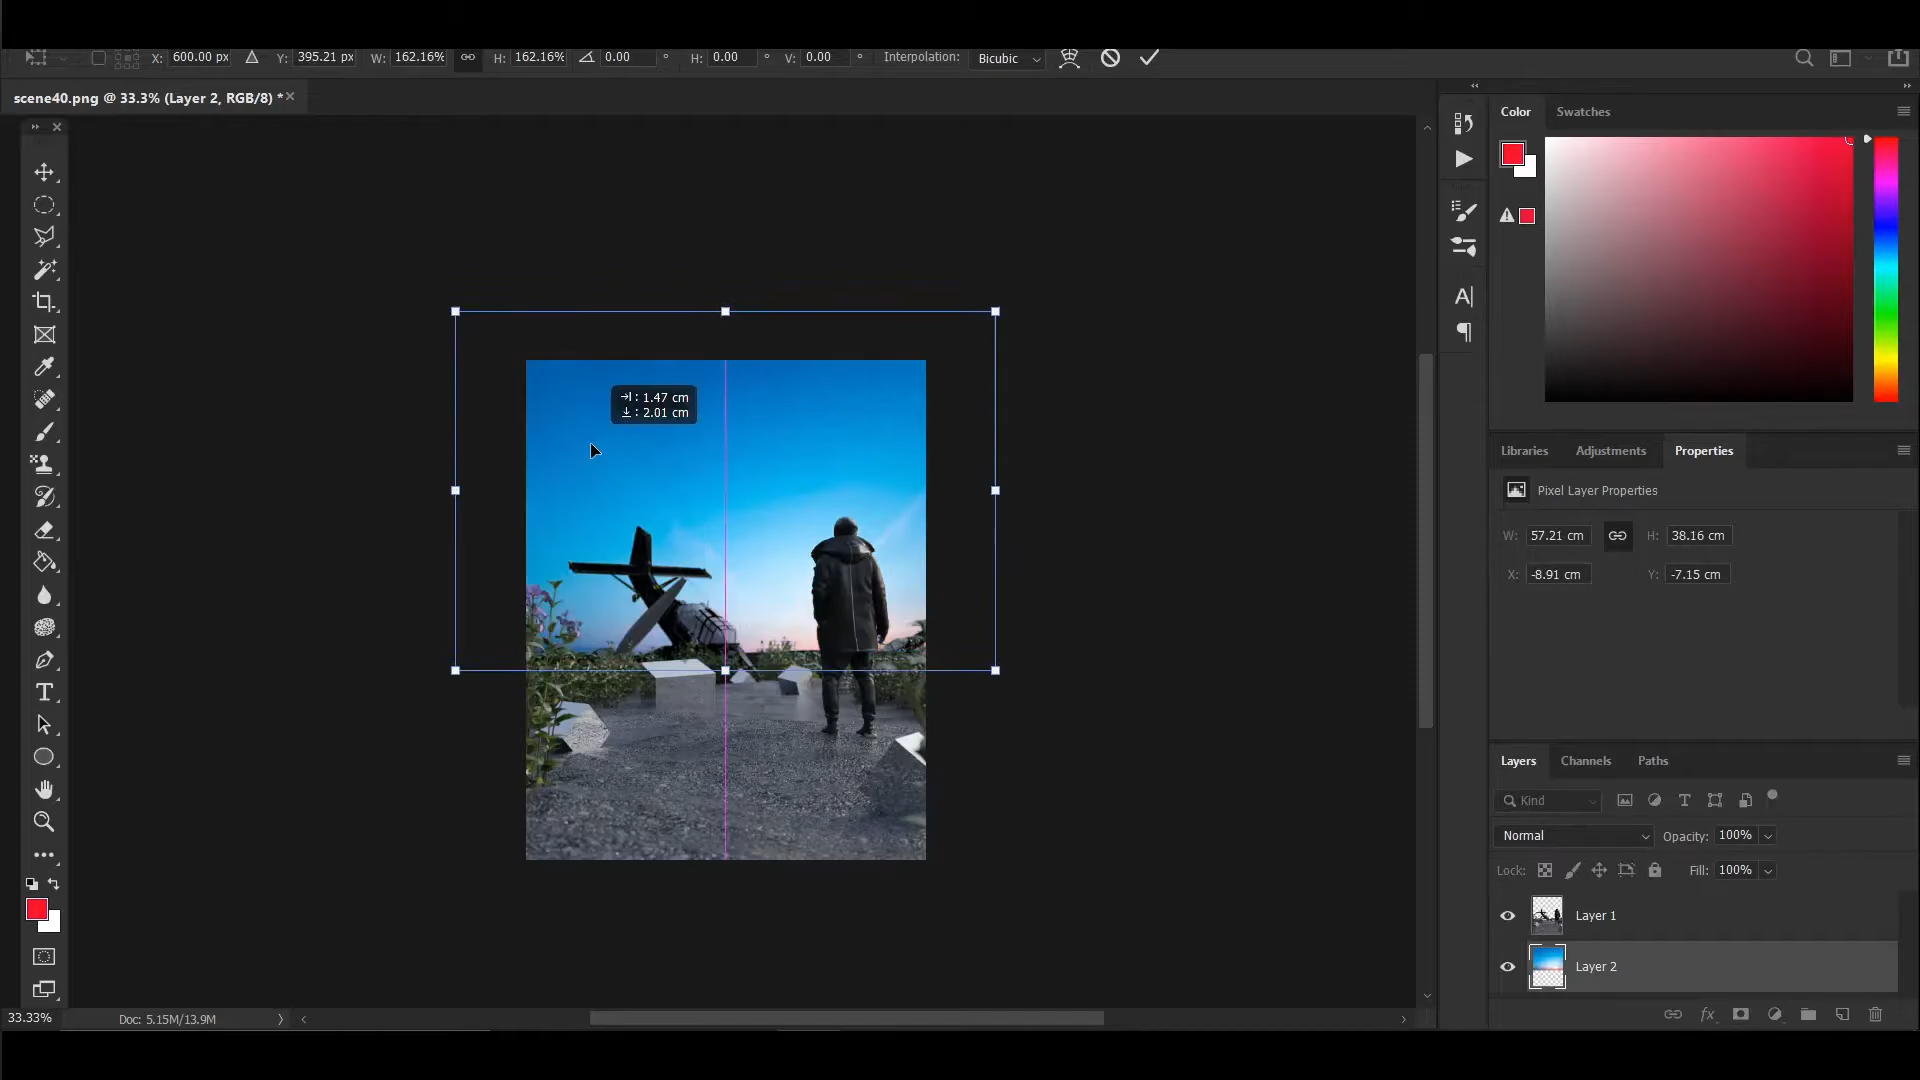 X: 600.00 px Y: 395.21 px W: 162.16% H: 162.16% 0.00 ° H: 0.00 ° V: 0.00 ° Interpolation: Bicubic
scene40.png @ 33.3% (Layer 2, RGB/8) *
Color Swatches
: 1.47 cm
: 2.01 cm
Libraries Adjustments Properties
Pixel Layer Properties
W: 57.21 cm H: 38.16 cm
X: -8.91 cm Y: -7.15 cm
Layers Channels Paths
Kind
Normal Opacity: 100%
Lock: Fill: 100%
Layer 1
Layer 2
fx
33.33% Doc: 5.15M/13.9M